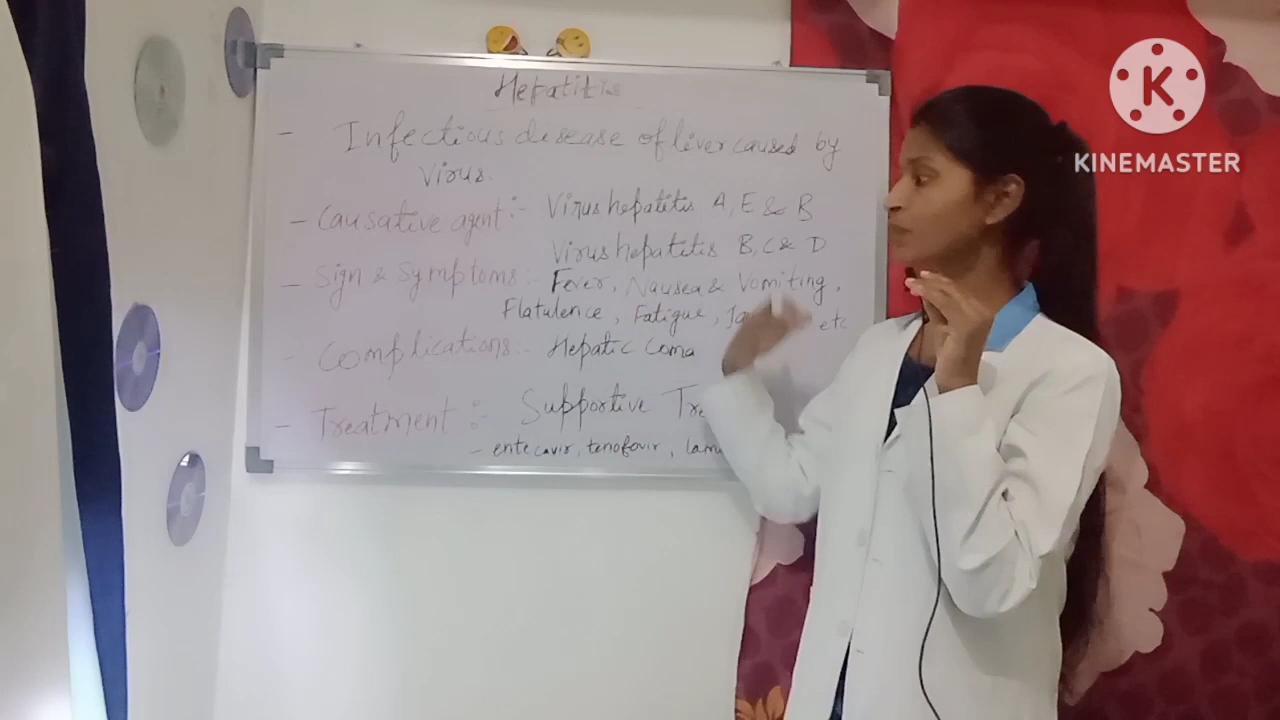 Hepatitis
- Infectious disease of liver caused by
virus.
- Causative agent :- Virus hepatitis A, E & B
Virus hepatitis B, C & D
- Sign & Symptoms :- Fever, Nausea & Vomiting,
Flatulence, Fatigue, etc
- Complications :- Hepatic Coma
- Treatment :- Supportive
- entecavir, tenofovir,
K
KINEMASTER